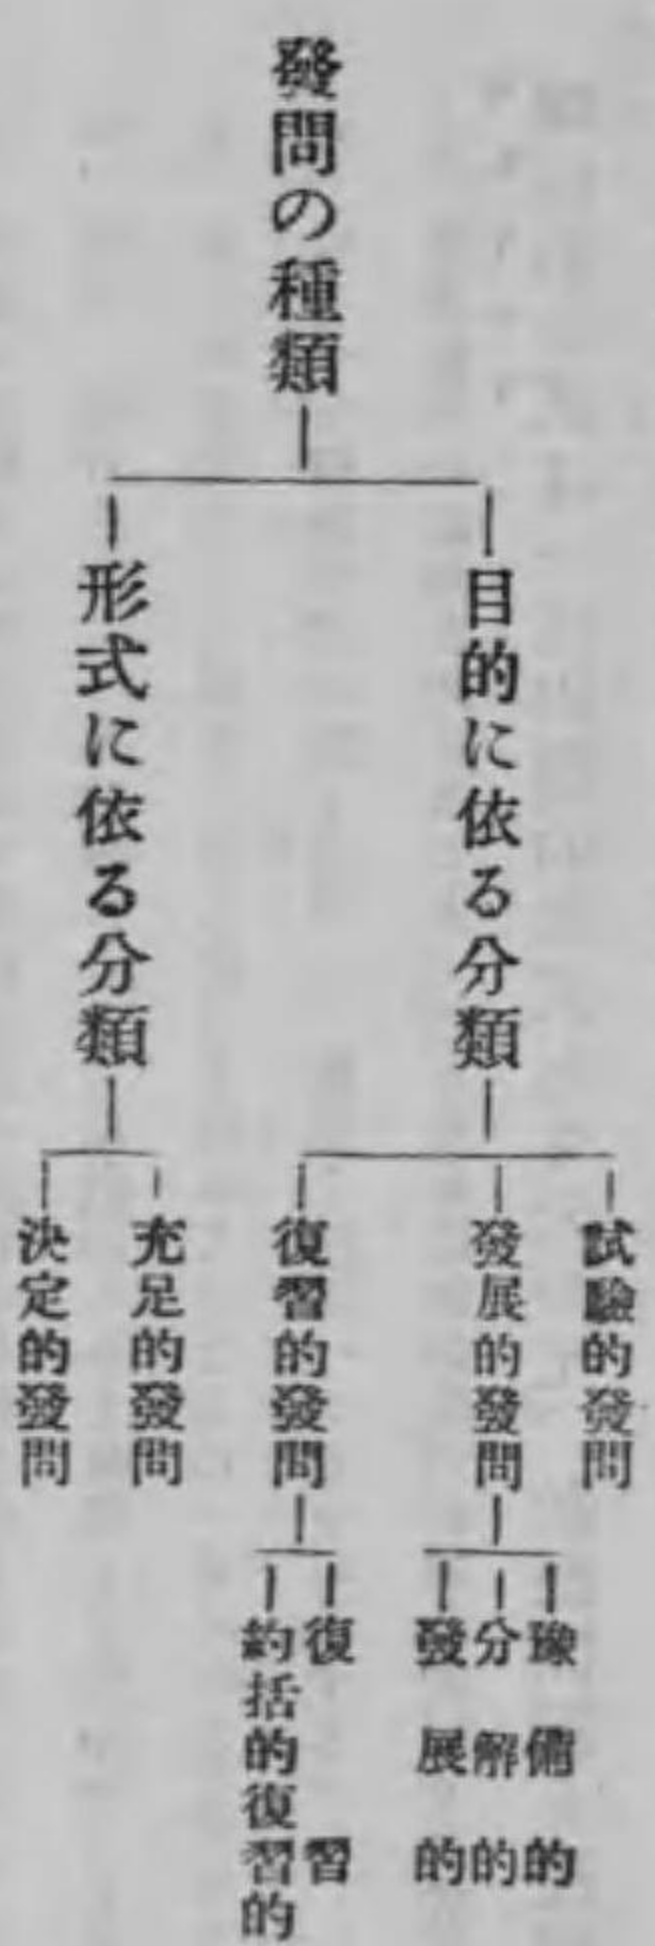 發問の種類
目的に依る分類
試驗的發問
發展的發問
豫備的
分解的
發展的
復習的發問
復習
約括的復習的
形式に依る分類
充足的發問
決定的發問